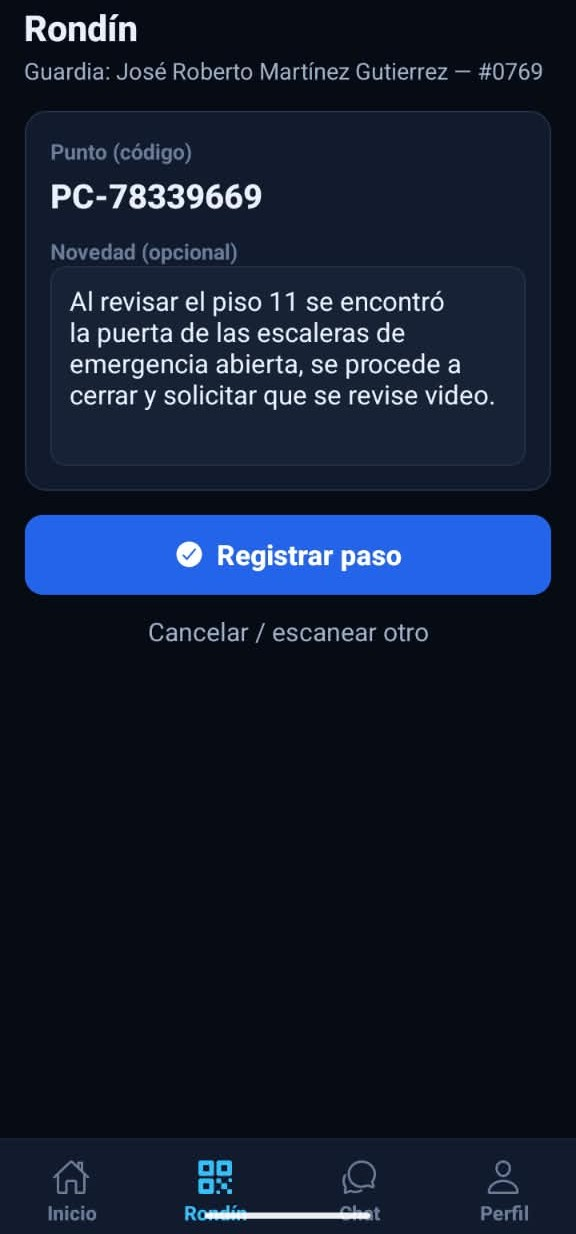 Rondín
Guardia: José Roberto Martínez Gutierrez — #0769
Punto (código)
PC-78339669
Novedad (opcional)
Al revisar el piso 11 se encontró
la puerta de las escaleras de
emergencia abierta, se procede a
cerrar y solicitar que se revise video.
Registrar paso
Cancelar / escanear otro
Inicio
Rondín
Chat
Perfil